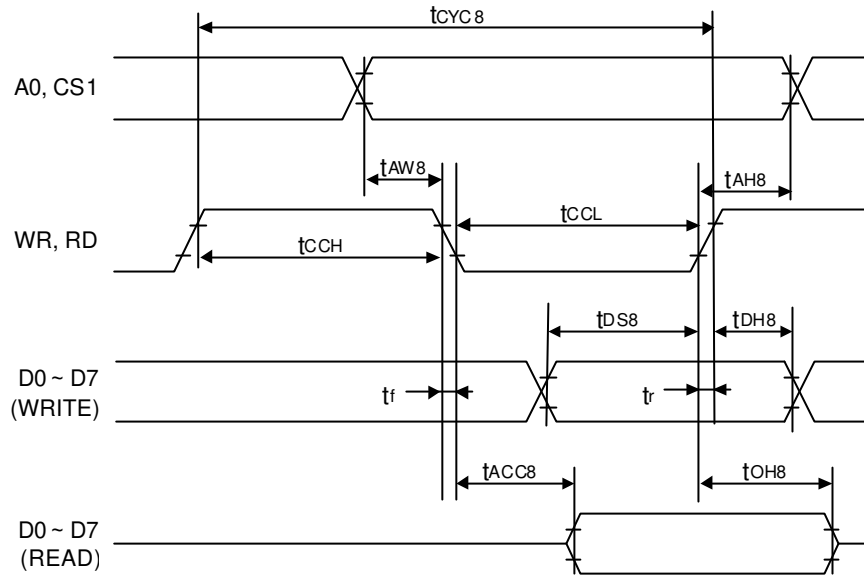 tCYC8
A0, CS1
tAW8
tAH8
WR, RD
tCCL
tCCH
tDS8
tDH8
D0 ~ D7
(WRITE)
tf
tr
tACC8
tOH8
D0 ~ D7
(READ)